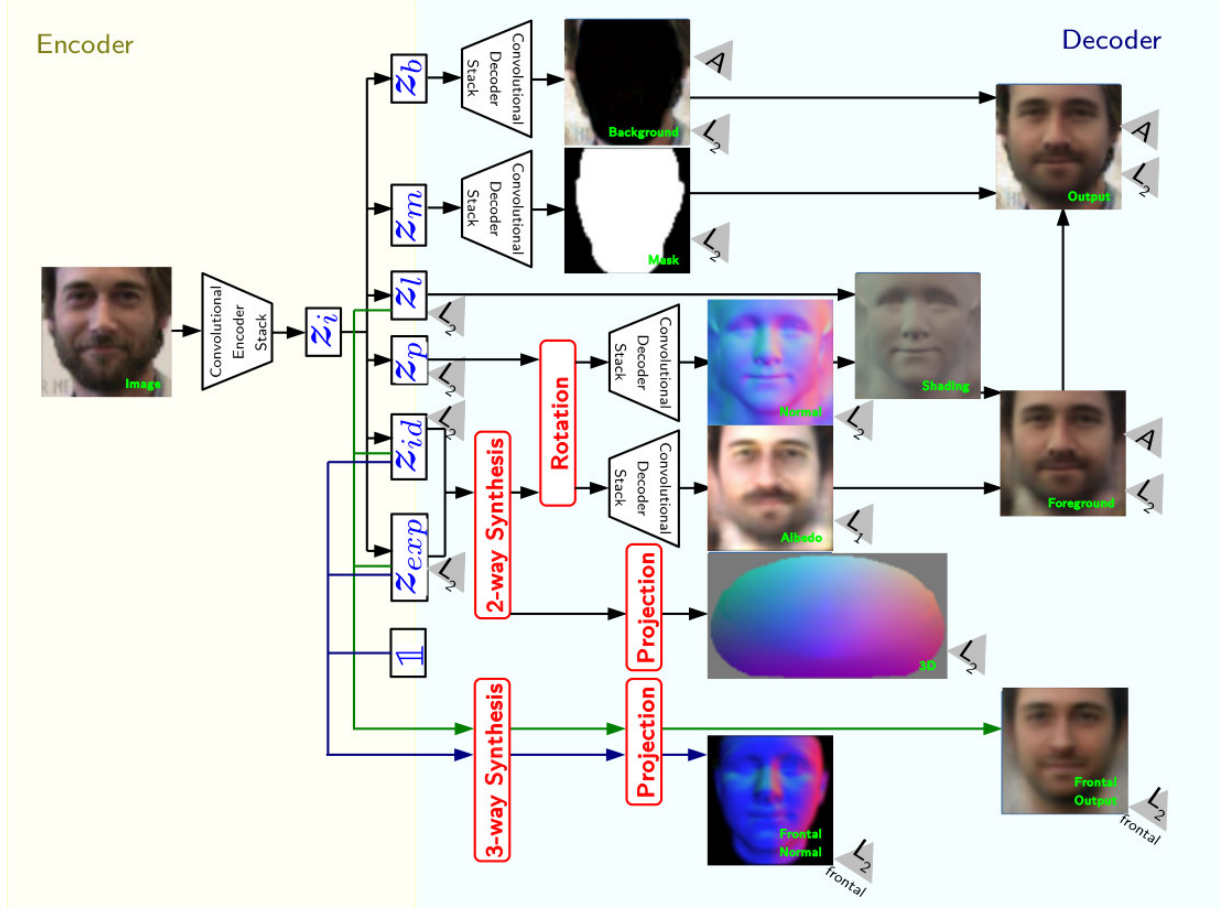 Encoder
Decoder
z_b
Convolutional
Decoder
Stack
Background
A
L_2
z_m
Convolutional
Decoder
Stack
Mask
L_2
Output
A
L_2
Image
Convolutional
Encoder
Stack
z_i
z_l
L_2
z_p
L_2
z_id
L_2
z_exp
L_2
𝟙
2-way Synthesis
Rotation
Convolutional
Decoder
Stack
Normal
L_2
Shading
Convolutional
Decoder
Stack
Albedo
L_1
Foreground
A
L_2
Projection
3D
L_2
3-way Synthesis
Projection
Frontal
Normal
L_2
frontal
Frontal
Output
L_2
frontal